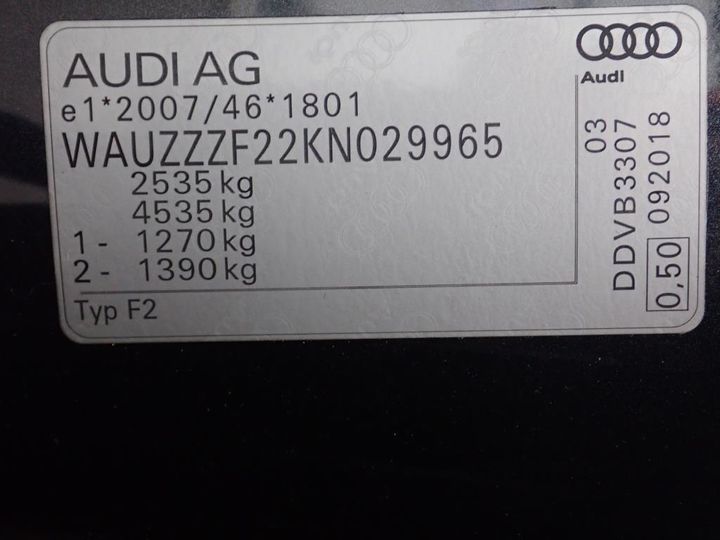 AUDI AG
Audi
e1*2007/46*1801
WAUZZZF22KN029965
2535 kg
4535 kg
1- 1270 kg
2- 1390 kg
Typ F2
03
DDVB3307
0,50 092018